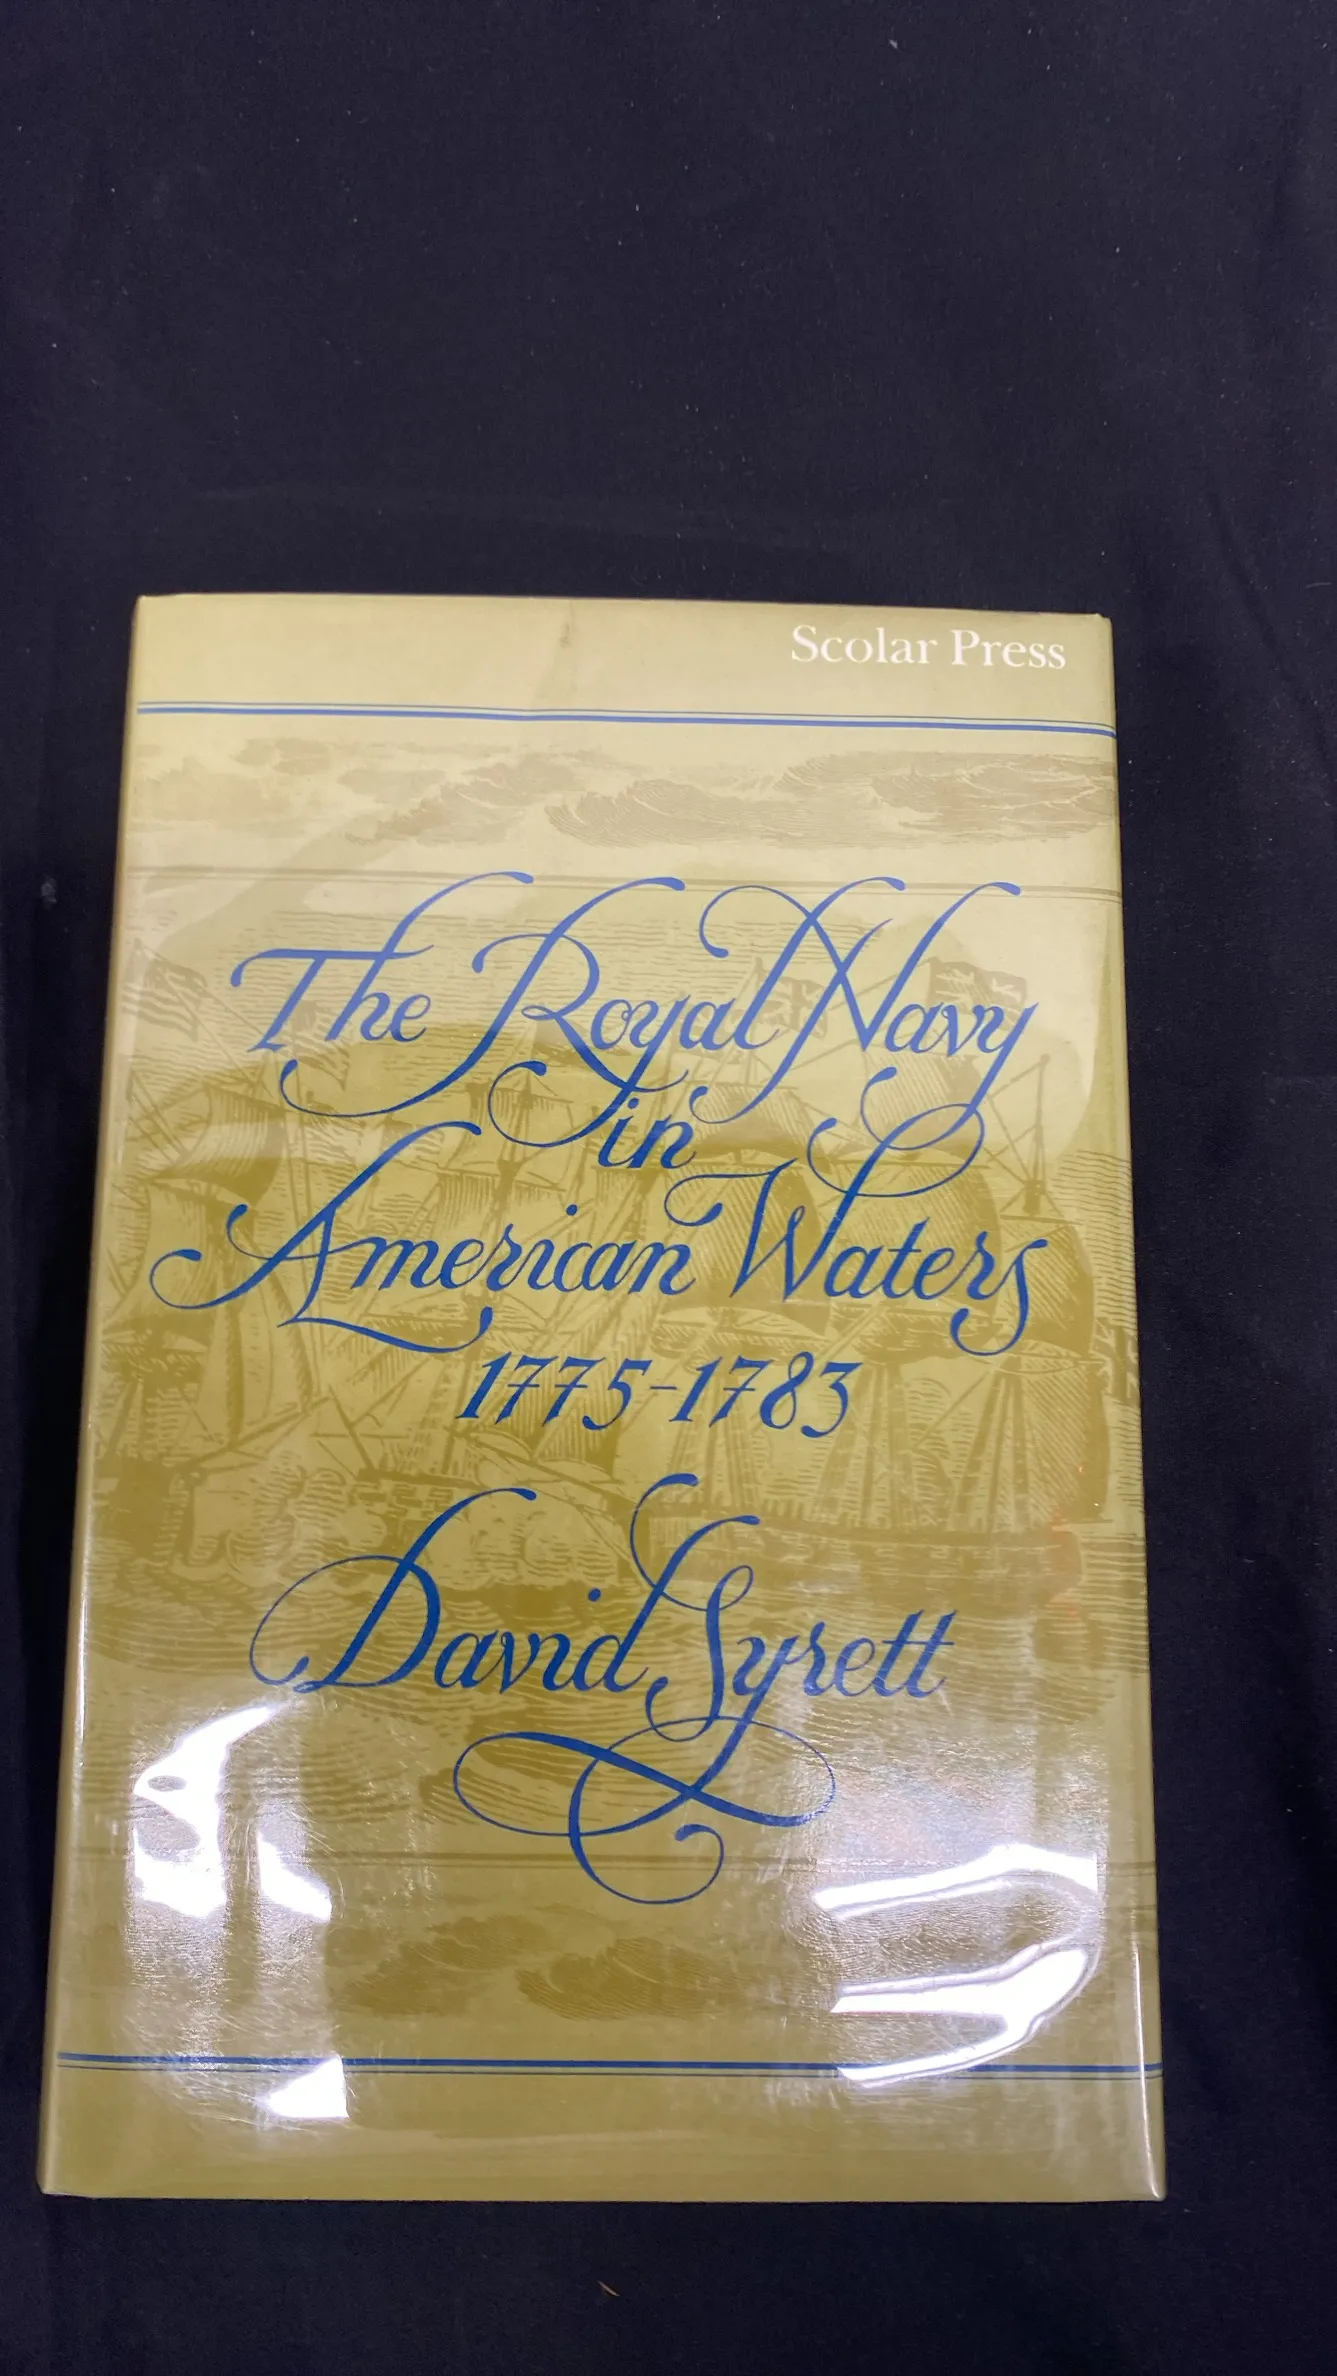 Scolar Press
The Royal Navy
in
American Waters
1775-1783
David Syrett